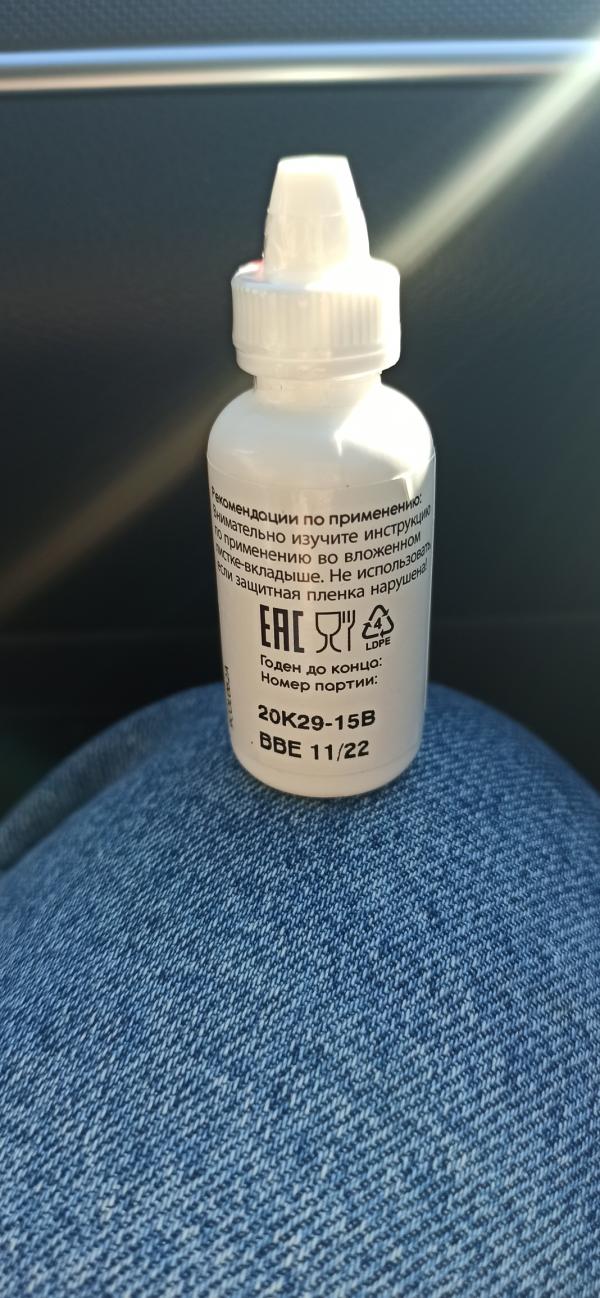 Рекомендации по применению:
Внимательно изучите инструкцию
по применению во вложенном
листке-вкладыше. Не использовать,
если защитная пленка нарушена!
EAC
4
LDPE
Годен до конца:
Номер партии:
20K29-15B
BBE 11/22